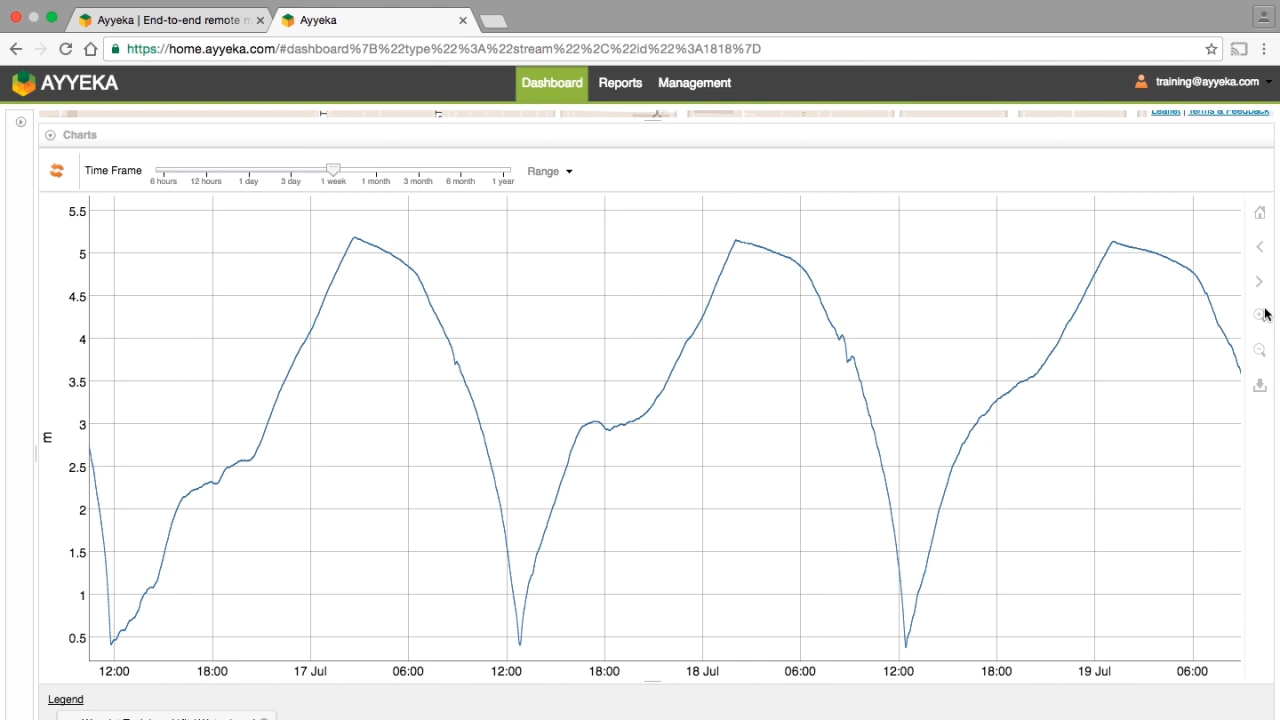 Ayyeka | End-to-end remote m
Ayyeka
https://home.ayyeka.com/#dashboard%7B%22type%22%3A%22stream%22%2C%22id%22%3A1818%7D
AYYEKA Dashboard Reports Management training@ayyeka.com
Leaflet | Terms & Feedback
Charts
Time Frame
6 hours 12 hours 1 day 3 day 1 week 1 month 3 month 6 month 1 year
Range
5.5
5
4.5
4
3.5
3
2.5
2
1.5
1
0.5
m
12:00 18:00 17 Jul 06:00 12:00 18:00 18 Jul 06:00 12:00 18:00 19 Jul 06:00
Legend